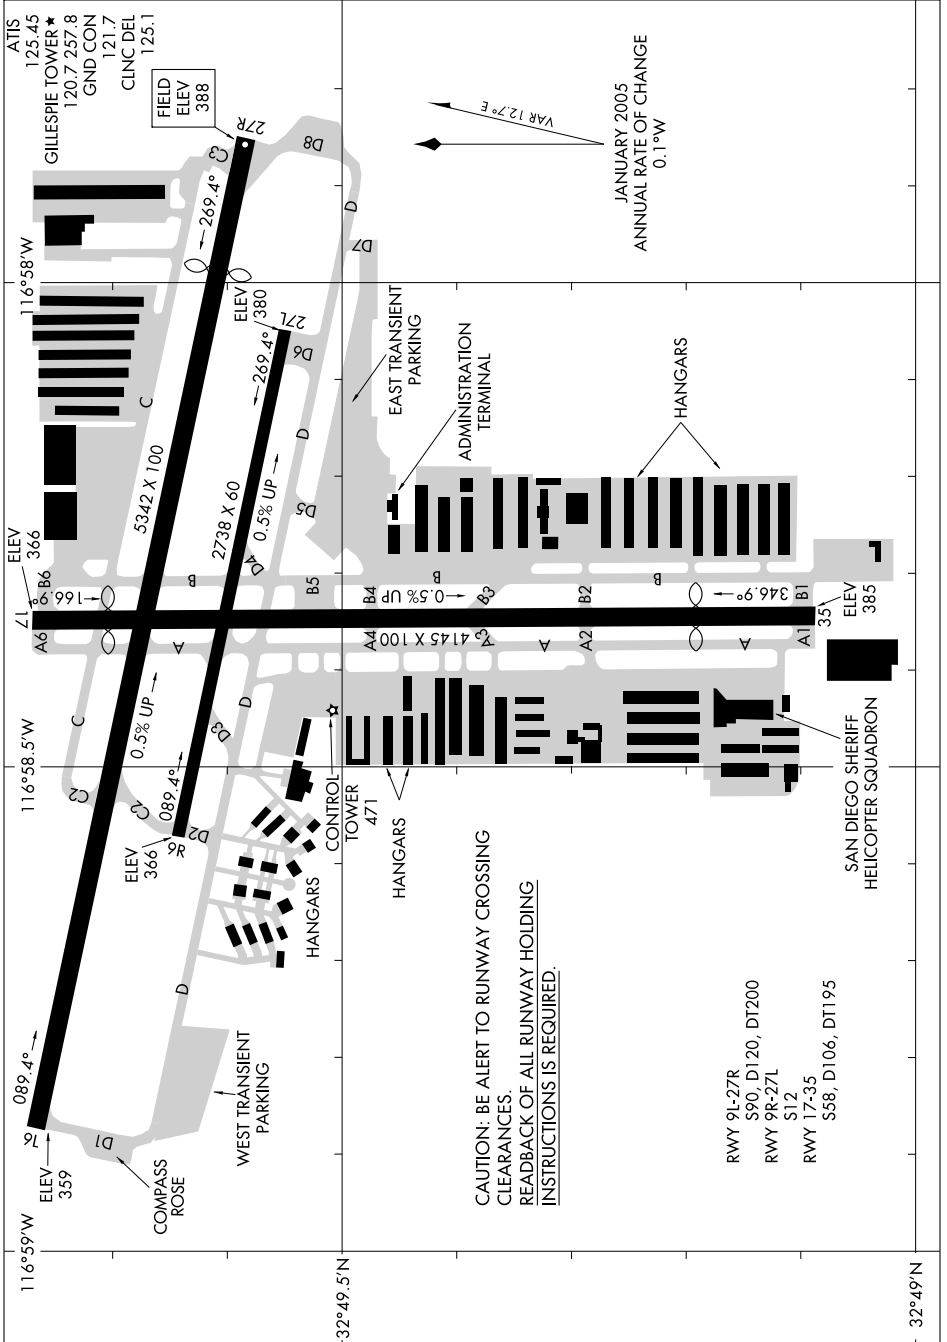 ATIS
125.45
GILLESPIE TOWER ★
120.7 257.8
GND CON
121.7
CLNC DEL
125.1
FIELD
ELEV
388
27R
C3
D8
269.4°
D
D7
VAR 12.7° E
JANUARY 2005
ANNUAL RATE OF CHANGE
0.1° W
116°58'W
ELEV
380
27L
269.4°
D6
C
D
EAST TRANSIENT
PARKING
ADMINISTRATION
TERMINAL
HANGARS
5342 X 100
2738 X 60
0.5% UP
D5
D4
ELEV
366
17
B6
166.9°
B
B5
B4
B
0.5% UP
B3
B2
B
346.9°
B1
35
ELEV
385
A6
A
A4
4145 X 100
A3
A
A2
A
A1
116°58.5'W
C
0.5% UP
D
D3
C2
C2
089.4°
D2
9R
ELEV
366
CONTROL
TOWER
471
HANGARS
HANGARS
SAN DIEGO SHERIFF
HELICOPTER SQUADRON
D
089.4°
9L
D1
ELEV
359
COMPASS
ROSE
WEST TRANSIENT
PARKING
CAUTION: BE ALERT TO RUNWAY CROSSING
CLEARANCES.
READBACK OF ALL RUNWAY HOLDING
INSTRUCTIONS IS REQUIRED.
RWY 9L-27R
S90, D120, DT200
RWY 9R-27L
S12
RWY 17-35
S58, D106, DT195
116°59'W
32°49.5'N
32°49'N